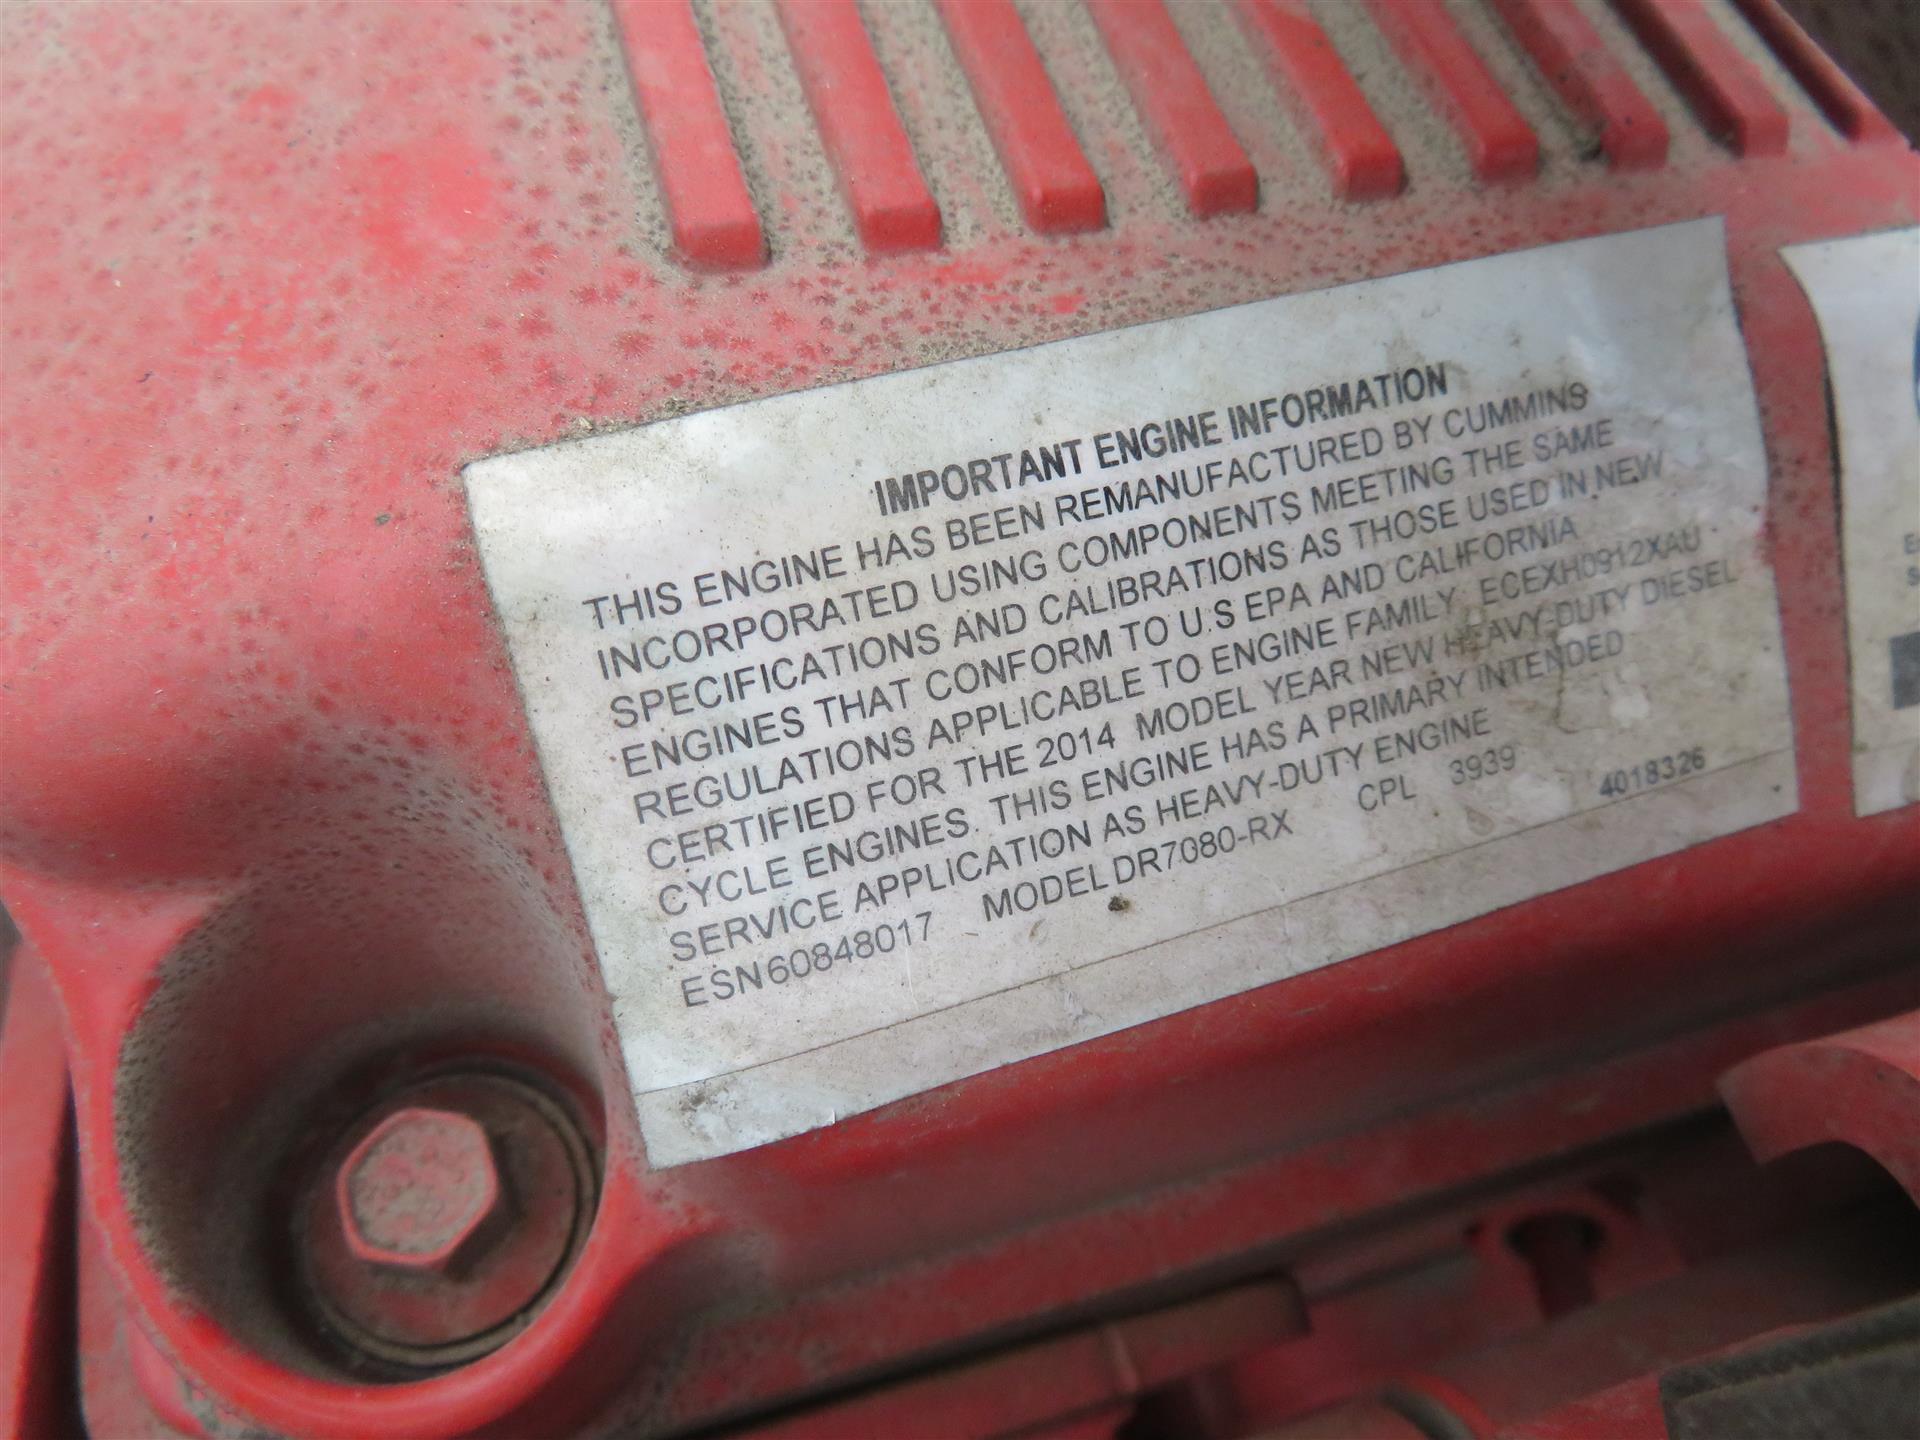 IMPORTANT ENGINE INFORMATION
THIS ENGINE HAS BEEN REMANUFACTURED BY CUMMINS
INCORPORATED USING COMPONENTS MEETING THE SAME
SPECIFICATIONS AND CALIBRATIONS AS THOSE USED IN NEW
ENGINES THAT CONFORM TO U.S EPA AND CALIFORNIA
REGULATIONS APPLICABLE TO ENGINE FAMILY ECEXH0912XAU
CERTIFIED FOR THE 2014 MODEL YEAR NEW HEAVY-DUTY DIESEL
CYCLE ENGINES. THIS ENGINE HAS A PRIMARY INTENDED
SERVICE APPLICATION AS HEAVY-DUTY ENGINE
ESN 60848017 MODEL DR7080-RX CPL 3939 4018326